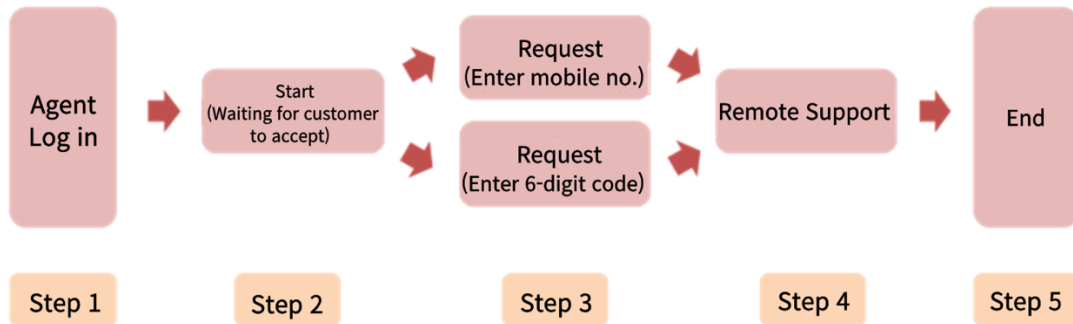 Agent
Log in
Start
(Waiting for customer
to accept)
Request
(Enter mobile no.)
Request
(Enter 6-digit code)
Remote Support
End
Step 1
Step 2
Step 3
Step 4
Step 5